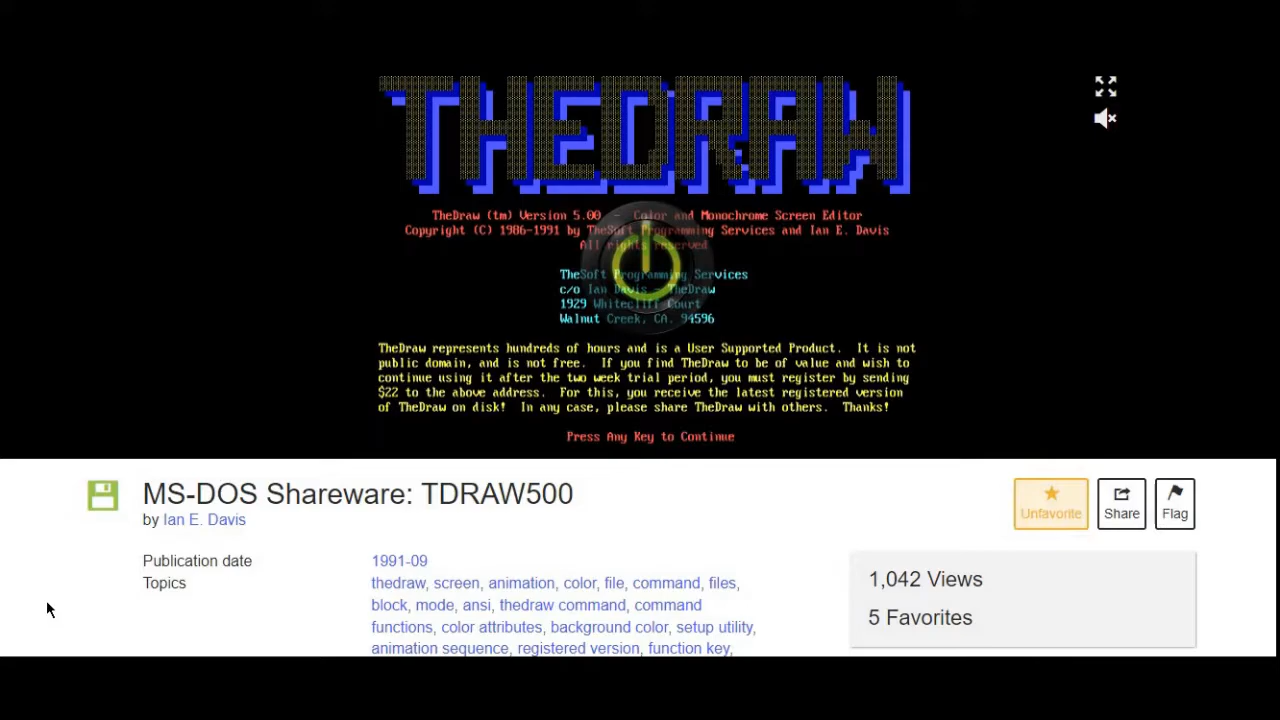 THEDRAW
TheDraw (tm) Version 5.00 - Color and Monochrome Screen Editor
Copyright (C) 1986-1991 by TheSoft Programming Services and Ian E. Davis
All rights reserved
TheSoft Programming Services
c/o Ian Davis - TheDraw
1929 Whitecliff Court
Walnut Creek, CA. 94596
TheDraw represents hundreds of hours and is a User Supported Product. It is not
public domain, and is not free. If you find TheDraw to be of value and wish to
continue using it after the two week trial period, you must register by sending
$22 to the above address. For this, you receive the latest registered version
of TheDraw on disk! In any case, please share TheDraw with others. Thanks!
Press Any Key to Continue
MS-DOS Shareware: TDRAW500
by Ian E. Davis
Unfavorite Share Flag
Publication date 1991-09
Topics thedraw, screen, animation, color, file, command, files,
block, mode, ansi, thedraw command, command
functions, color attributes, background color, setup utility,
animation sequence, registered version, function key,
1,042 Views
5 Favorites